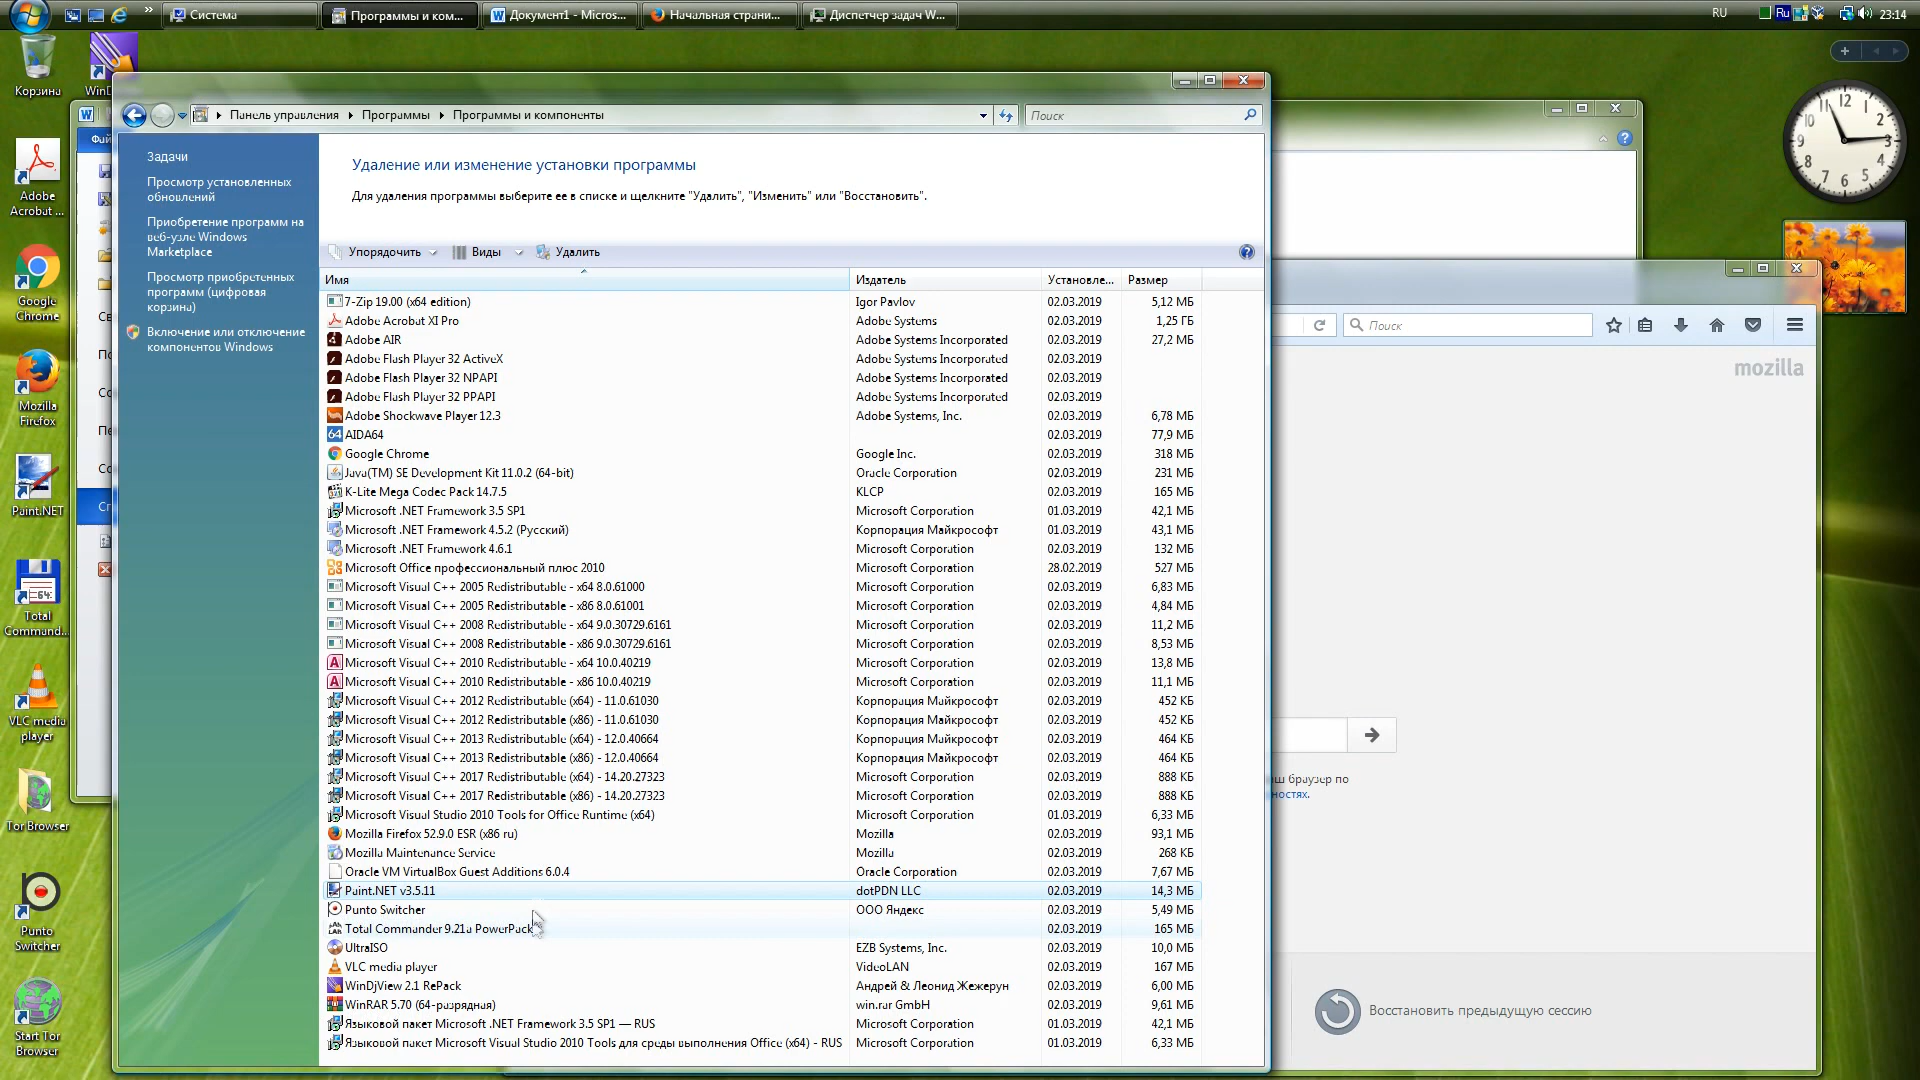 Система
Программы и ком...
Документ1 - Micros...
Начальная страни...
Диспетчер задач W...
RU
Ru
23:14
Корзина
WinD
Adobe
Acrobat ...
Google
Chrome
Mozilla
Firefox
Paint.NET
Total
Command...
VLC media
player
Tor Browser
Punto
Switcher
Start Tor
Browser
Фай
Св
По
Со
Пе
Со
Сп
Панель управления
Программы
Программы и компоненты
Поиск
Задачи
Просмотр установленных
обновлений
Приобретение программ на
веб-узле Windows
Marketplace
Просмотр приобретенных
программ (цифровая
корзина)
Включение или отключение
компонентов Windows
Удаление или изменение установки программы
Для удаления программы выберите ее в списке и щелкните "Удалить", "Изменить" или "Восстановить".
Упорядочить Виды Удалить
Имя Издатель Установле... Размер
7-Zip 19.00 (x64 edition) Igor Pavlov 02.03.2019 5,12 МБ
Adobe Acrobat XI Pro Adobe Systems 02.03.2019 1,25 ГБ
Adobe AIR Adobe Systems Incorporated 02.03.2019 27,2 МБ
Adobe Flash Player 32 ActiveX Adobe Systems Incorporated 02.03.2019
Adobe Flash Player 32 NPAPI Adobe Systems Incorporated 02.03.2019
Adobe Flash Player 32 PPAPI Adobe Systems Incorporated 02.03.2019
Adobe Shockwave Player 12.3 Adobe Systems, Inc. 02.03.2019 6,78 МБ
64 AIDA64 02.03.2019 77,9 МБ
Google Chrome Google Inc. 02.03.2019 318 МБ
Java(TM) SE Development Kit 11.0.2 (64-bit) Oracle Corporation 02.03.2019 231 МБ
K-Lite Mega Codec Pack 14.7.5 KLCP 02.03.2019 165 МБ
Microsoft .NET Framework 3.5 SP1 Microsoft Corporation 01.03.2019 42,1 МБ
Microsoft .NET Framework 4.5.2 (Русский) Корпорация Майкрософт 01.03.2019 43,1 МБ
Microsoft .NET Framework 4.6.1 Microsoft Corporation 02.03.2019 132 МБ
Microsoft Office профессиональный плюс 2010 Microsoft Corporation 28.02.2019 527 МБ
Microsoft Visual C++ 2005 Redistributable - x64 8.0.61000 Microsoft Corporation 02.03.2019 6,83 МБ
Microsoft Visual C++ 2005 Redistributable - x86 8.0.61001 Microsoft Corporation 02.03.2019 4,84 МБ
Microsoft Visual C++ 2008 Redistributable - x64 9.0.30729.6161 Microsoft Corporation 02.03.2019 11,2 МБ
Microsoft Visual C++ 2008 Redistributable - x86 9.0.30729.6161 Microsoft Corporation 02.03.2019 8,53 МБ
Microsoft Visual C++ 2010 Redistributable - x64 10.0.40219 Microsoft Corporation 02.03.2019 13,8 МБ
Microsoft Visual C++ 2010 Redistributable - x86 10.0.40219 Microsoft Corporation 02.03.2019 11,1 МБ
Microsoft Visual C++ 2012 Redistributable (x64) - 11.0.61030 Корпорация Майкрософт 02.03.2019 452 КБ
Microsoft Visual C++ 2012 Redistributable (x86) - 11.0.61030 Корпорация Майкрософт 02.03.2019 452 КБ
Microsoft Visual C++ 2013 Redistributable (x64) - 12.0.40664 Корпорация Майкрософт 02.03.2019 464 КБ
Microsoft Visual C++ 2013 Redistributable (x86) - 12.0.40664 Корпорация Майкрософт 02.03.2019 464 КБ
Microsoft Visual C++ 2017 Redistributable (x64) - 14.20.27323 Microsoft Corporation 02.03.2019 888 КБ
Microsoft Visual C++ 2017 Redistributable (x86) - 14.20.27323 Microsoft Corporation 02.03.2019 888 КБ
Microsoft Visual Studio 2010 Tools for Office Runtime (x64) Microsoft Corporation 01.03.2019 6,33 МБ
Mozilla Firefox 52.9.0 ESR (x86 ru) Mozilla 02.03.2019 93,1 МБ
Mozilla Maintenance Service Mozilla 02.03.2019 268 КБ
Oracle VM VirtualBox Guest Additions 6.0.4 Oracle Corporation 02.03.2019 7,67 МБ
Paint.NET v3.5.11 dotPDN LLC 02.03.2019 14,3 МБ
Punto Switcher ООО Яндекс 02.03.2019 5,49 МБ
Total Commander 9.21a PowerPack 02.03.2019 165 МБ
UltraISO EZB Systems, Inc. 02.03.2019 10,0 МБ
VLC media player VideoLAN 02.03.2019 167 МБ
WinDjView 2.1 RePack Андрей & Леонид Жежерун 02.03.2019 6,00 МБ
WinRAR 5.70 (64-разрядная) win.rar GmbH 02.03.2019 9,61 МБ
Языковой пакет Microsoft .NET Framework 3.5 SP1 — RUS Microsoft Corporation 01.03.2019 42,1 МБ
Языковой пакет Microsoft Visual Studio 2010 Tools для среды выполнения Office (x64) - RUS Microsoft Corporation 01.03.2019 6,33 МБ
Поиск
mozilla
аш браузер по
ностях.
Восстановить предыдущую сессию
12
1
2
3
4
5
6
7
8
9
10
11